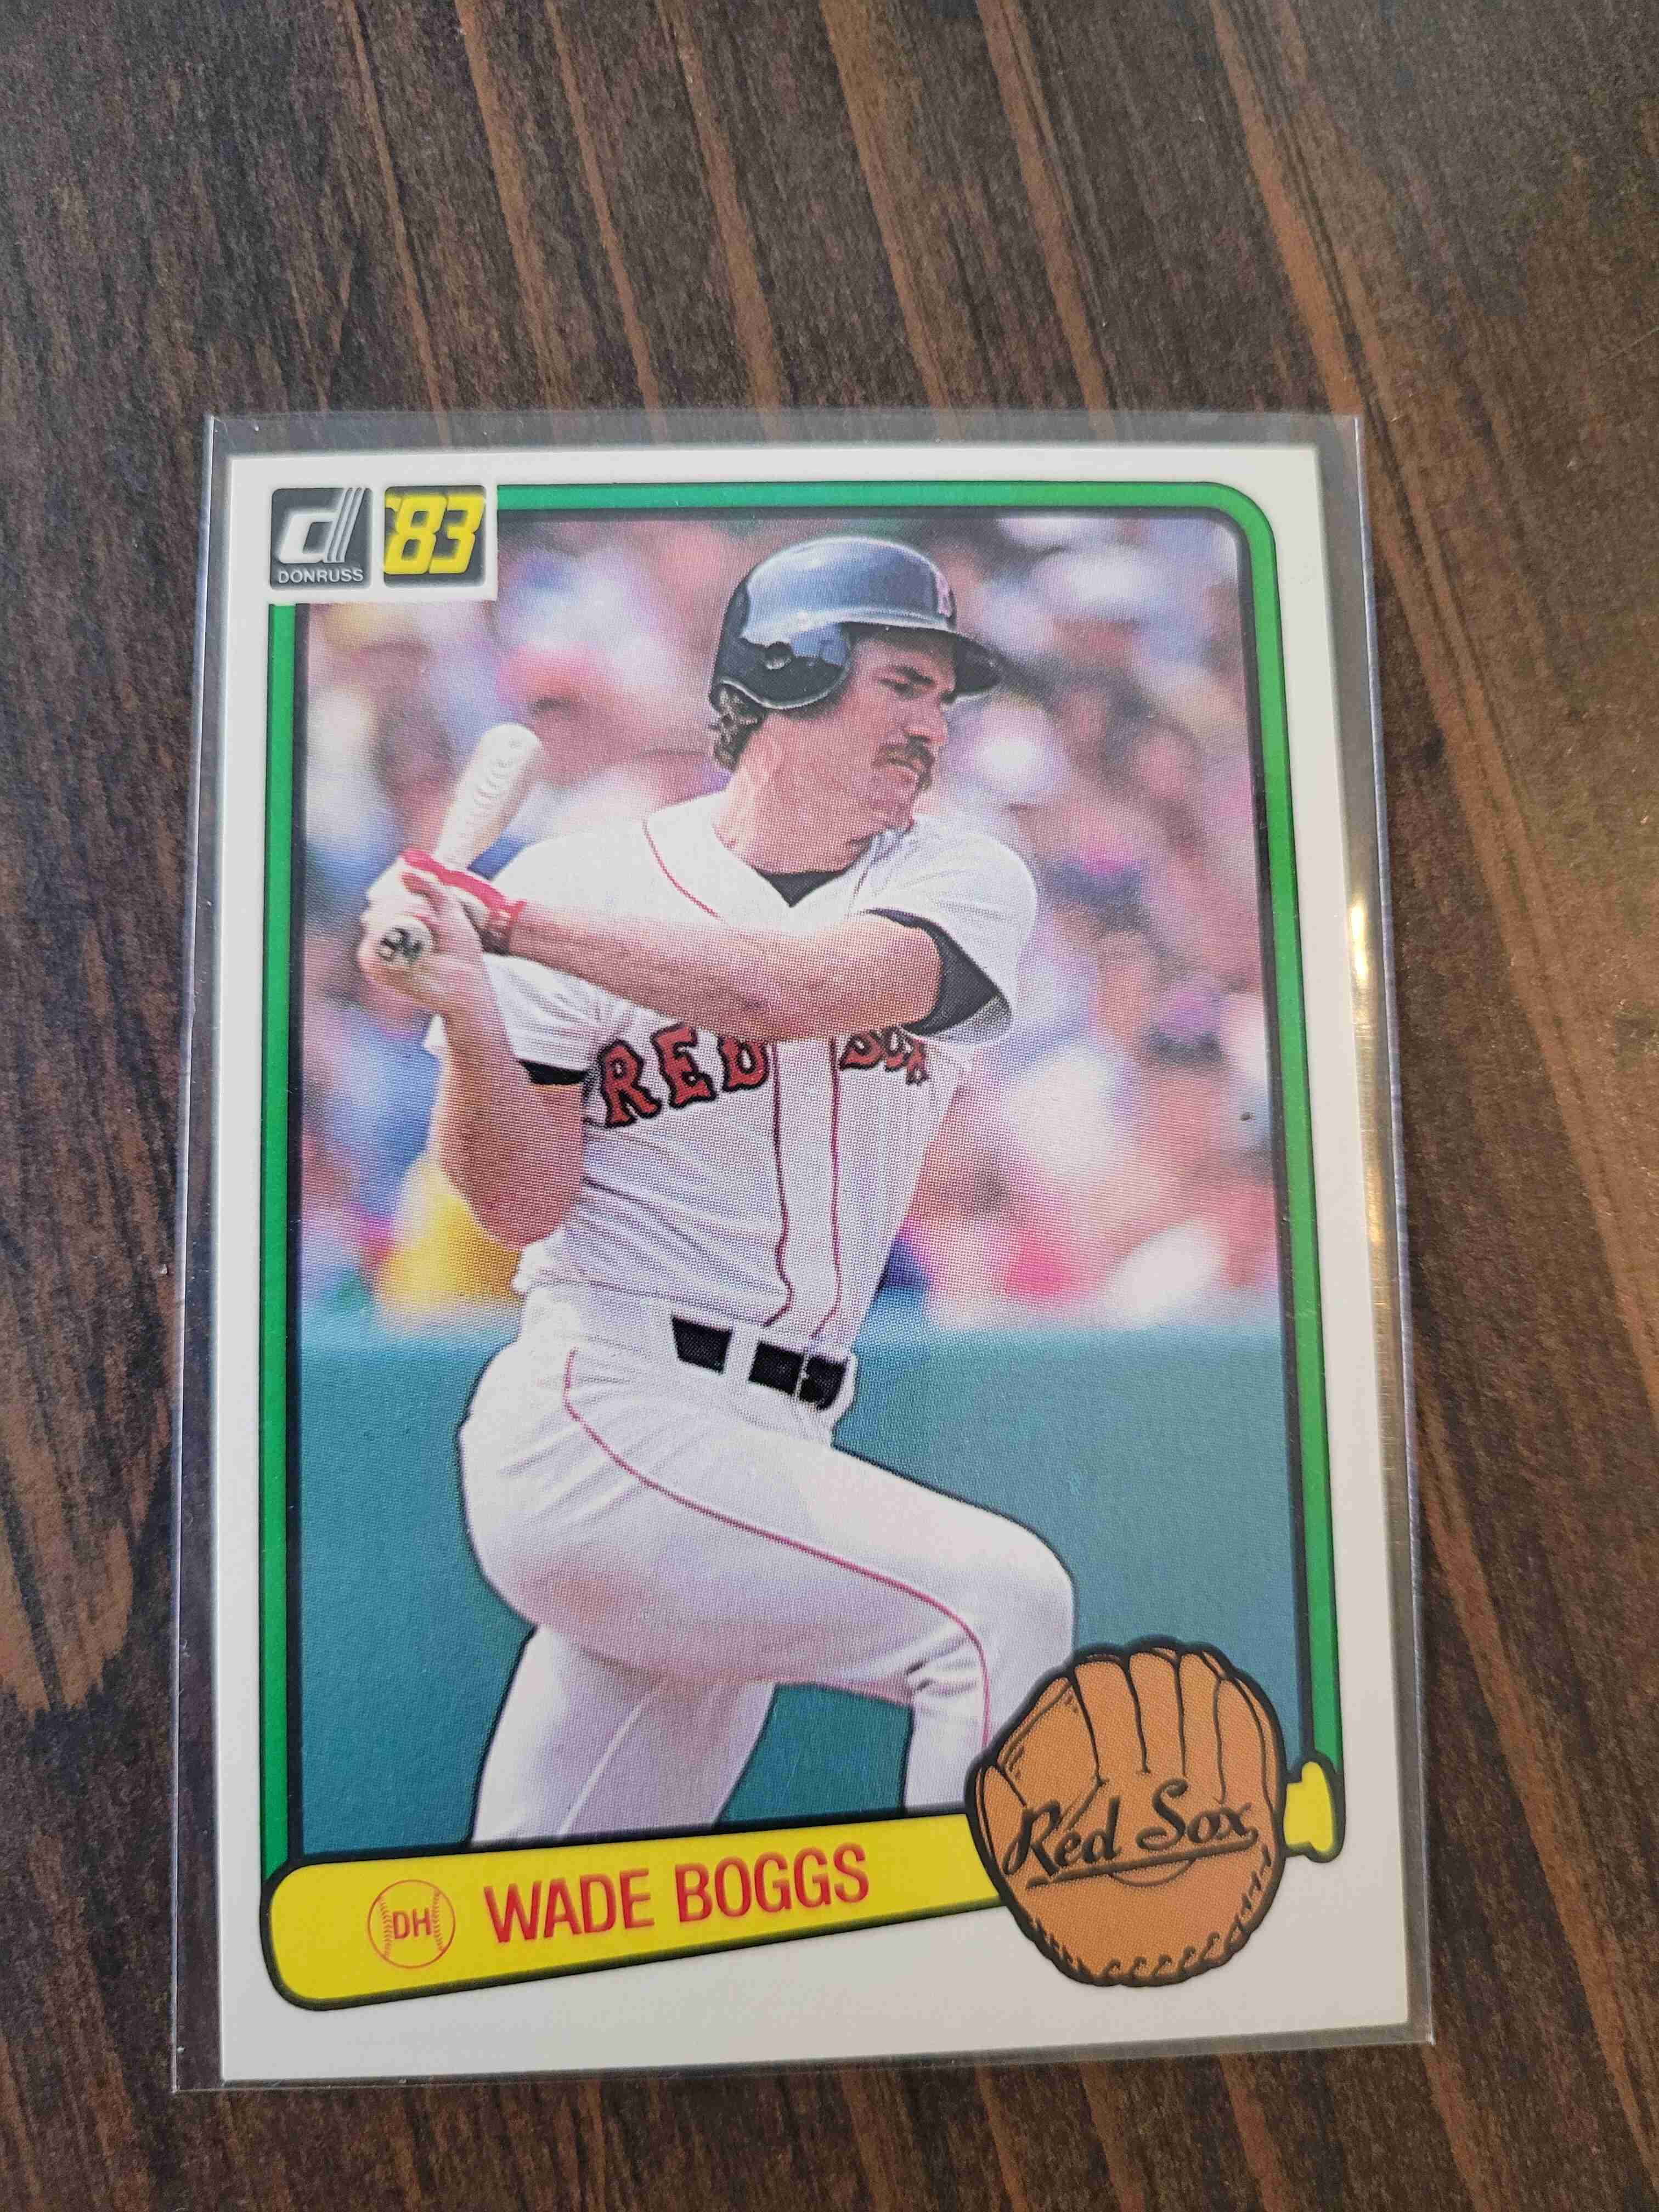 DONRUSS '83
RED SOX
DH WADE BOGGS
Red Sox